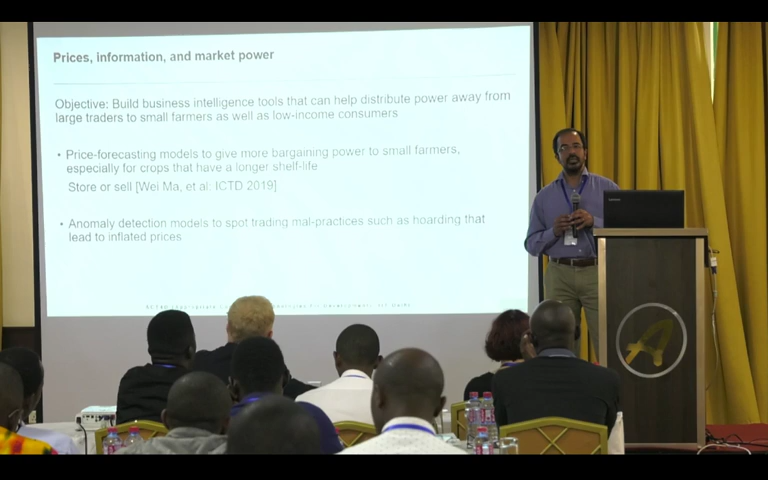 Prices, information, and market power
Objective: Build business intelligence tools that can help distribute power away from
large traders to small farmers as well as low-income consumers
• Price-forecasting models to give more bargaining power to small farmers,
especially for crops that have a longer shelf-life
Store or sell [Wei Ma, et al: ICTD 2019]
• Anomaly detection models to spot trading mal-practices such as hoarding that
lead to inflated prices